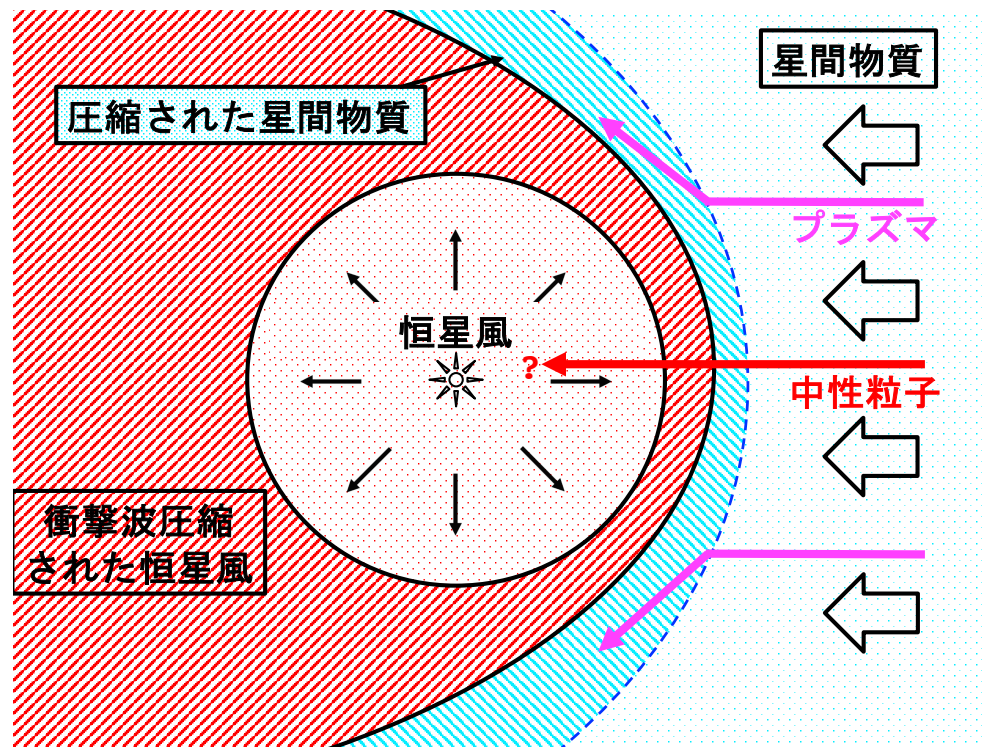 星間物質
圧縮された星間物質
プラズマ
恒星風
?
中性粒子
衝撃波圧縮
された恒星風